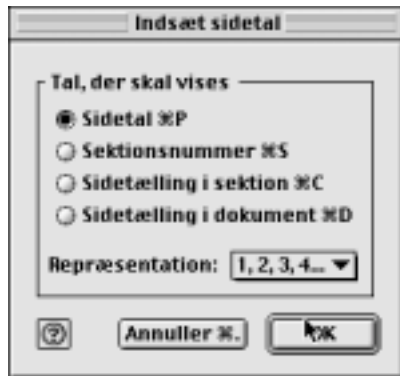 Indsæt sidetal
Tal, der skal vises
Sidetal ⌘P
Sektionsnummer ⌘S
Sidetælling i sektion ⌘C
Sidetælling i dokument ⌘D
Repræsentation: 1, 2, 3, 4... ▼
? Annuller ⌘. OK